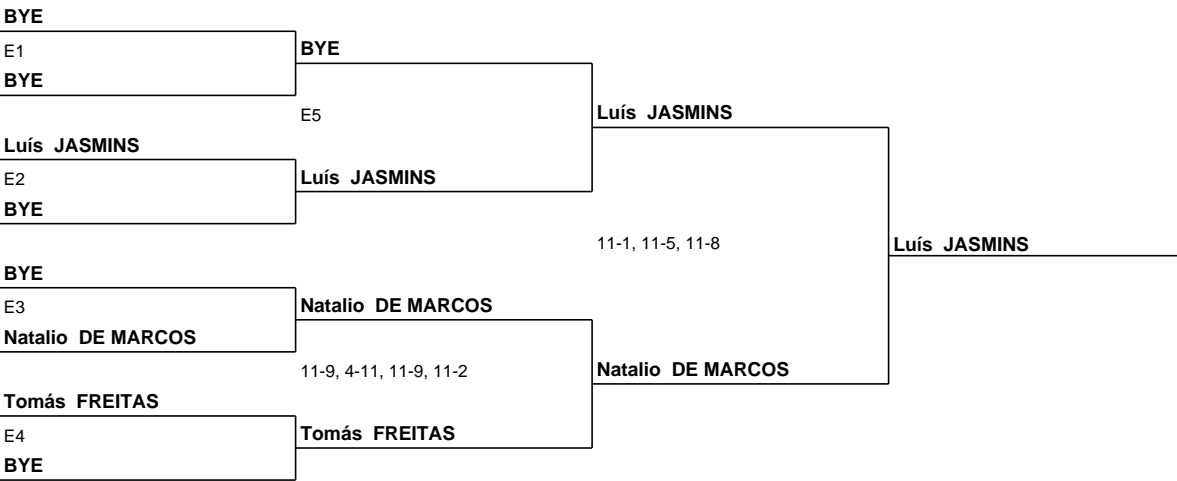 BYE
E1
BYE
BYE
E5
Luís JASMINS
Luís JASMINS
E2
Luís JASMINS
BYE
11-1, 11-5, 11-8
Luís JASMINS
BYE
E3
Natalio DE MARCOS
Natalio DE MARCOS
11-9, 4-11, 11-9, 11-2
Natalio DE MARCOS
Tomás FREITAS
E4
Tomás FREITAS
BYE